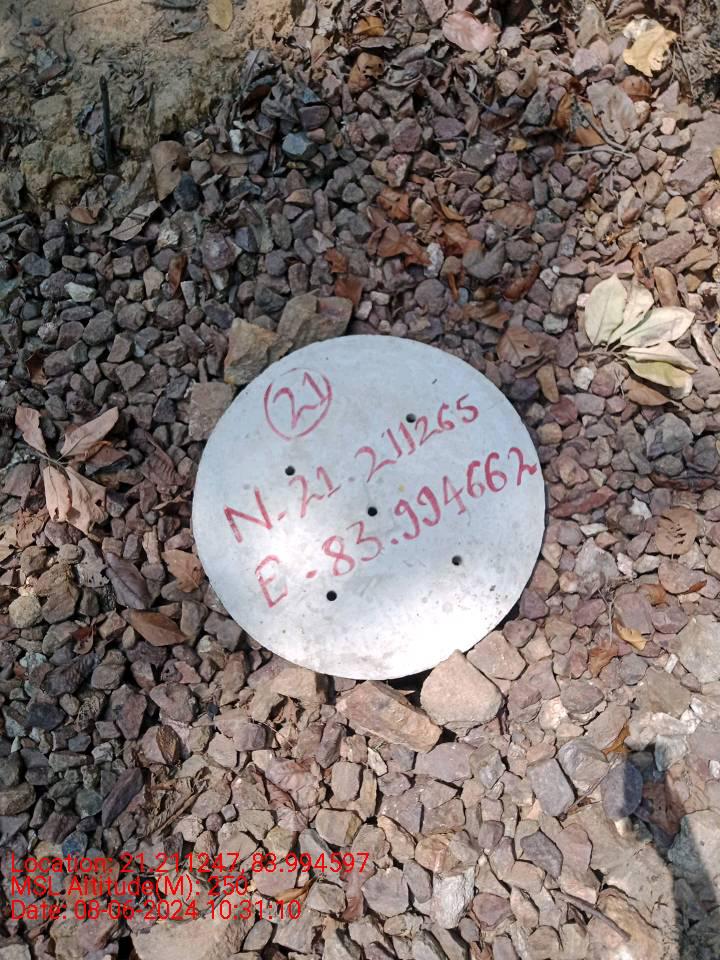 21
N-21.211265
E-83.994662
Location: 21.211247, 83.994597
MSL Altitude(M): 250
Date: 08-06-2024 10:31:10